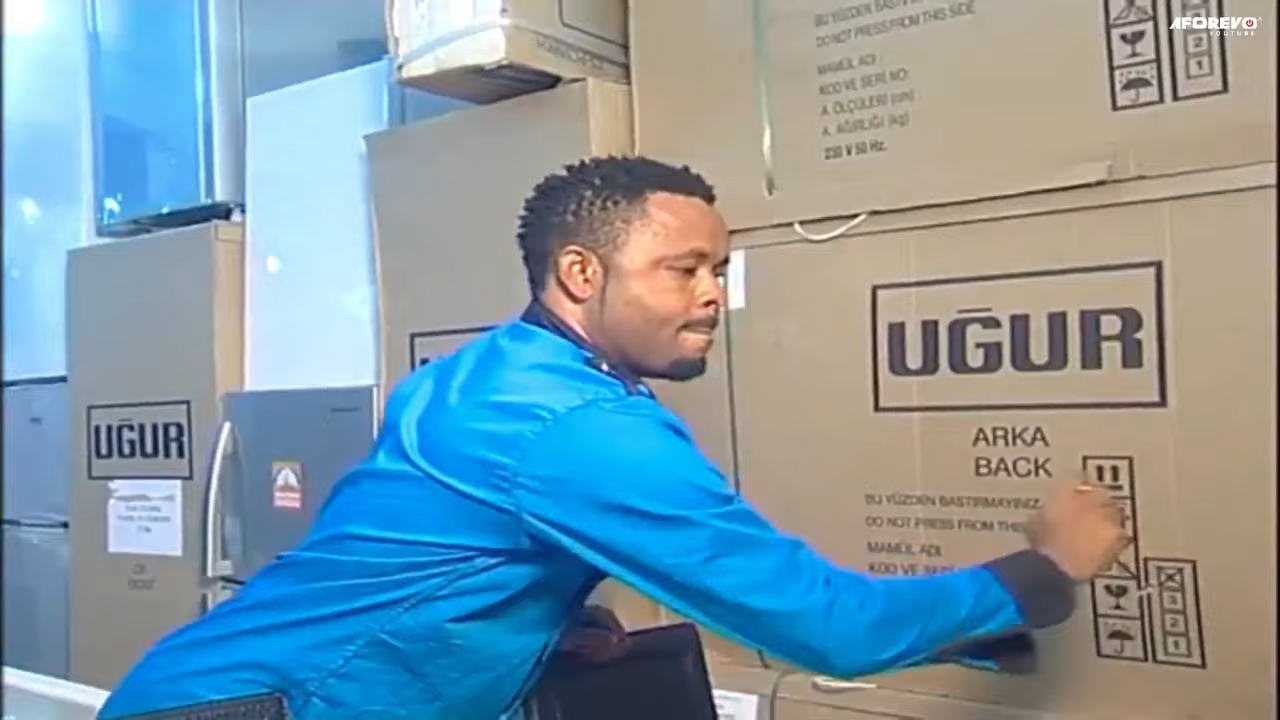 AFOREVO
YOUTUBE
BU YÜZDEN
DO NOT PRESS FROM THIS SIDE
MAMÜL ADI :
KOD VE SERİ NO:
A. ÖLÇÜLERİ (cm) :
A. AĞIRLIĞI (kg)
230 V 50 Hz.
2
1
UĞUR
ARKA
BACK
BU YÜZDEN BASTIRMAYINIZ
DO NOT PRESS FROM THIS
MAMÜL ADI
KOD VE SERİ
3
2
1
UĞUR
ÖN
FRONT